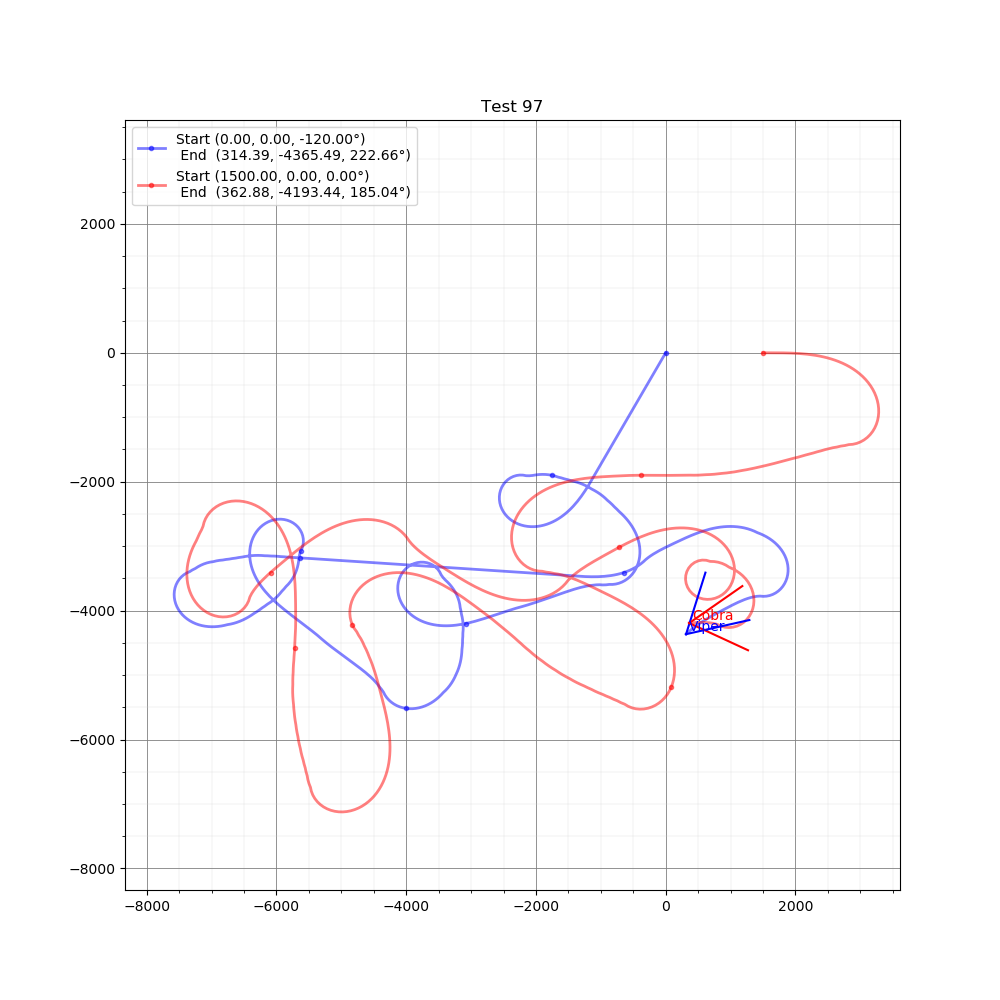 Test 97
Start (0.00, 0.00, -120.00°)
End (314.39, -4365.49, 222.66°)
Start (1500.00, 0.00, 0.00°)
End (362.88, -4193.44, 185.04°)
2000
0
−2000
−4000
−6000
−8000
Cobra
Viper
−8000 −6000 −4000 −2000 0 2000